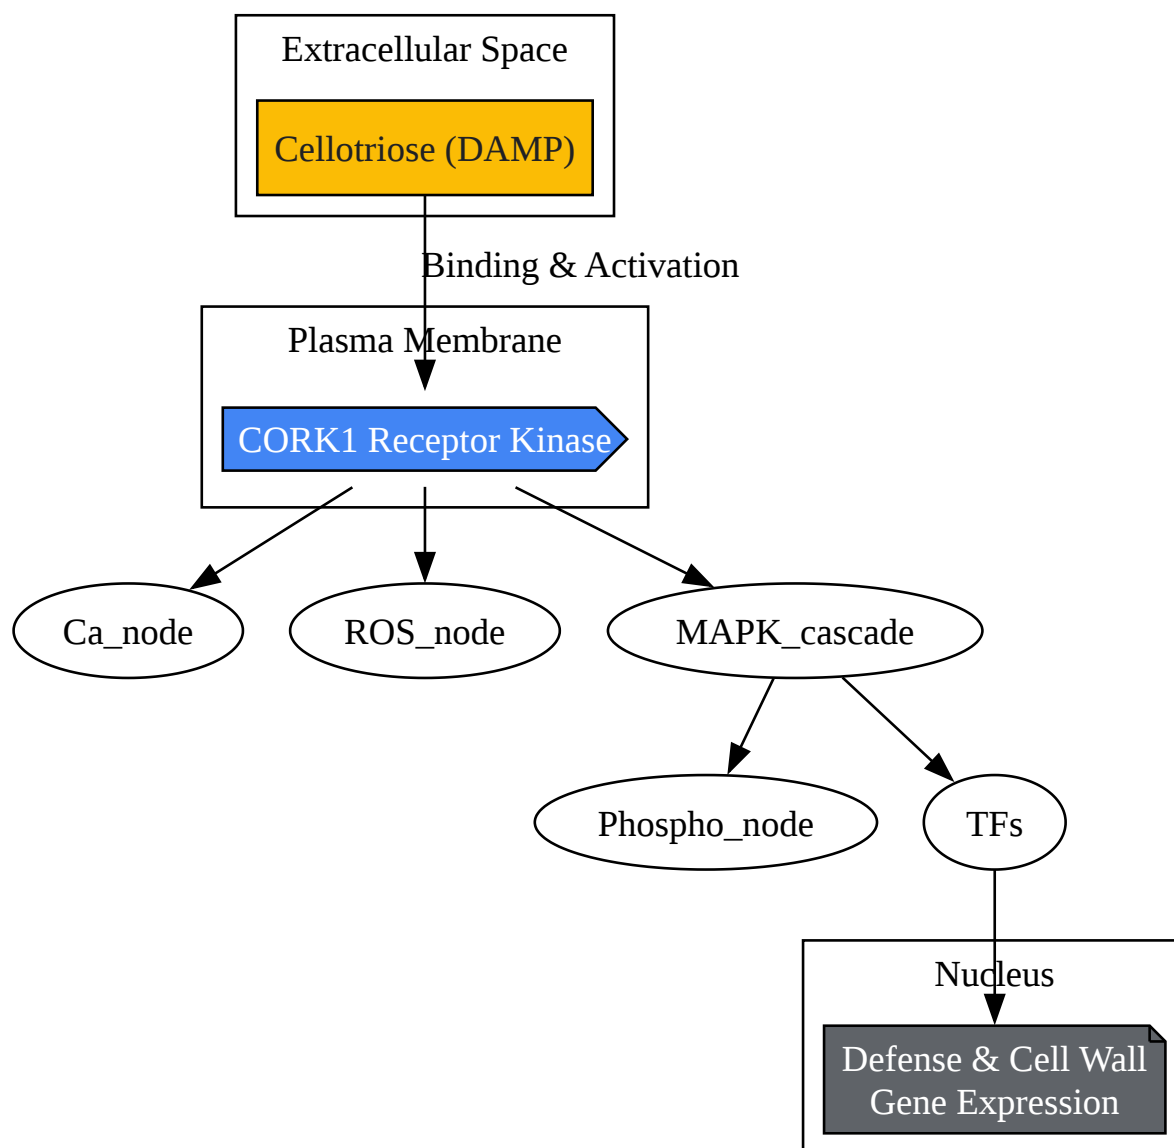 Extracellular Space
Cellotriose (DAMP)
Binding & Activation
Plasma Membrane
CORK1 Receptor Kinase
Ca_node
ROS_node
MAPK_cascade
Phospho_node
TFs
Nucleus
Defense & Cell Wall
Gene Expression